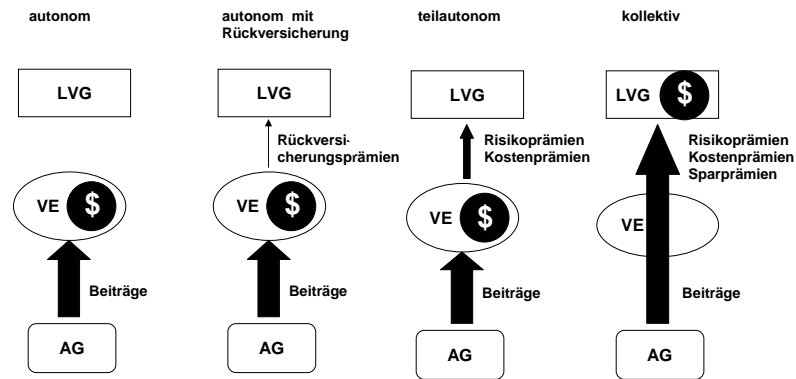 autonom
LVG
VE $
Beiträge
AG
autonom mit
Rückversicherung
LVG
Rückversi-
cherungsprämien
VE $
Beiträge
AG
teilautonom
LVG
Risikoprämien
Kostenprämien
VE $
Beiträge
AG
kollektiv
LVG $
Risikoprämien
Kostenprämien
Sparprämien
VE
Beiträge
AG